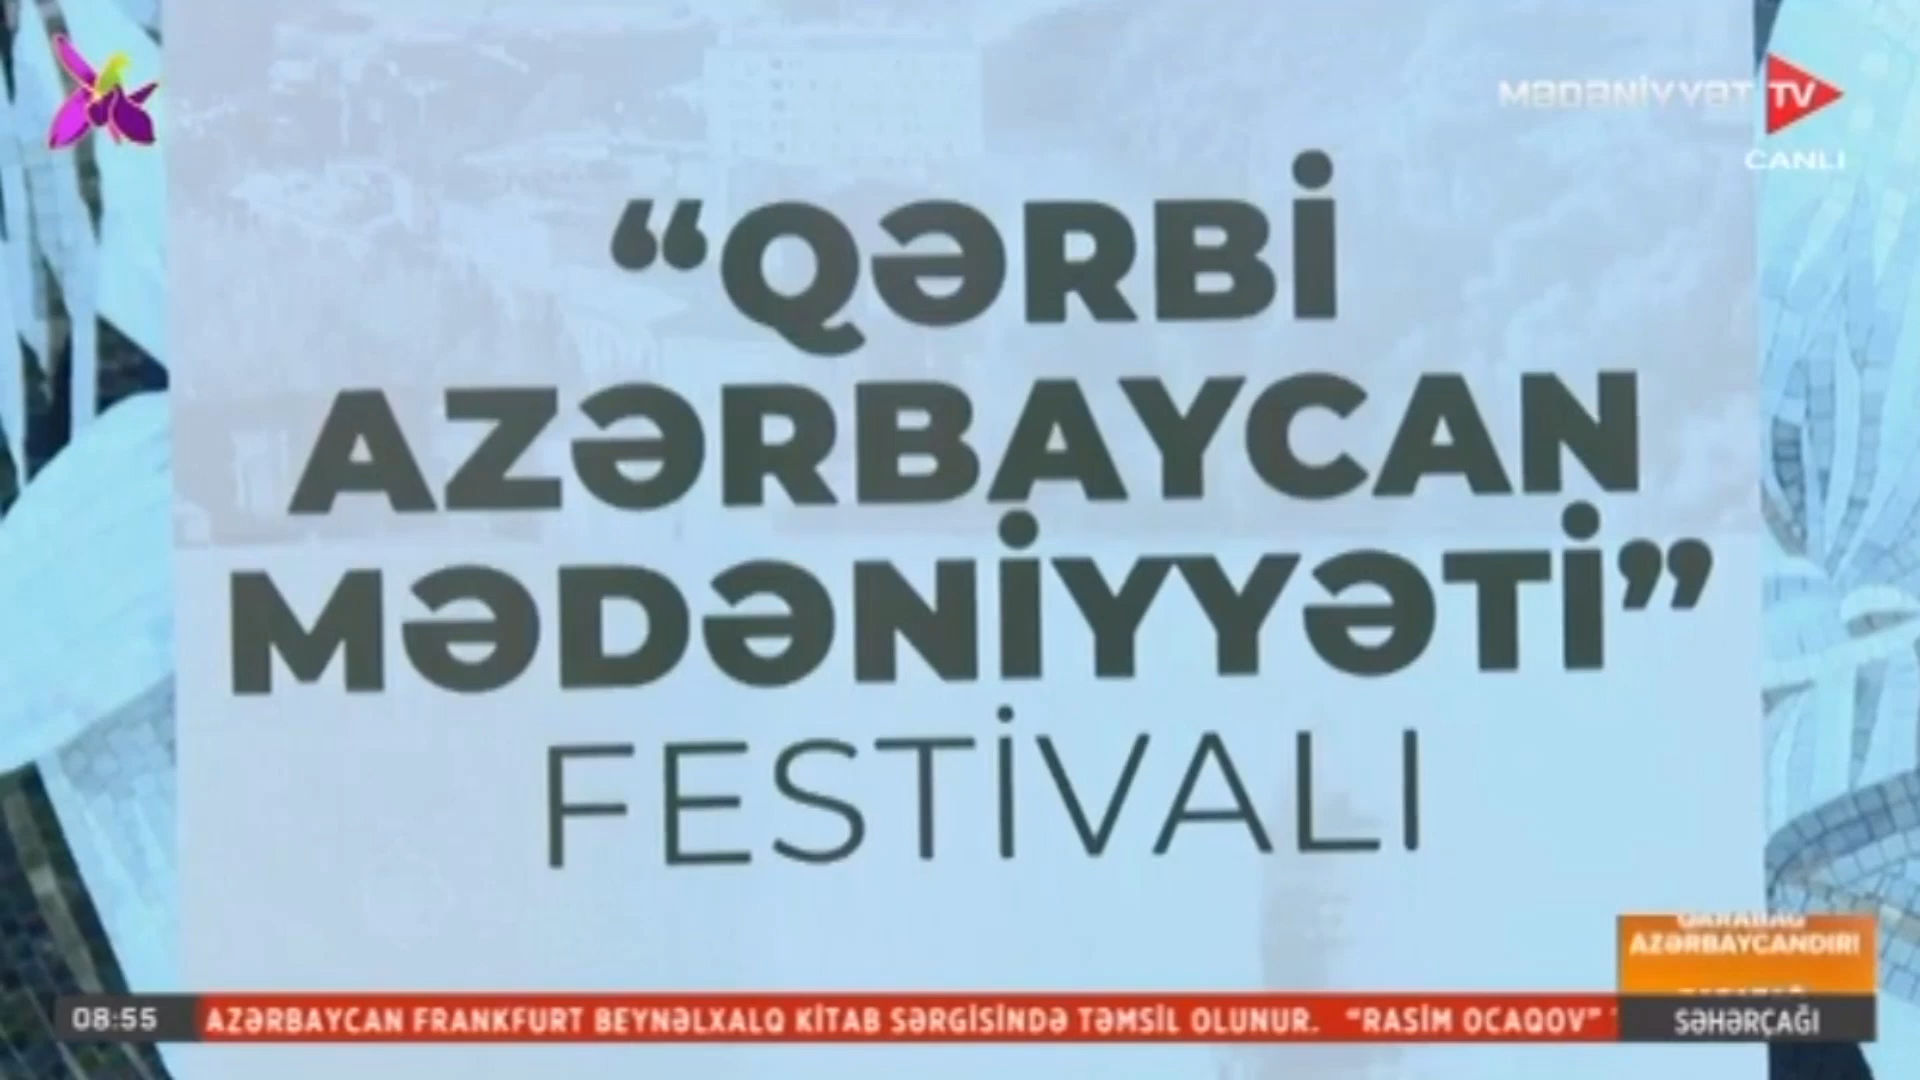 MƏDƏNİYYƏT TV
CANLI
“QƏRBİ
AZƏRBAYCAN
MƏDƏNİYYƏTİ”
FESTİVALI
QARABAĞ
AZƏRBAYCANDIR!
08:55 AZƏRBAYCAN FRANKFURT BEYNƏLXALQ KİTAB SƏRGİSİNDƏ TƏMSİL OLUNUR. “RASİM OCAQOV”
SƏHƏRÇAĞI